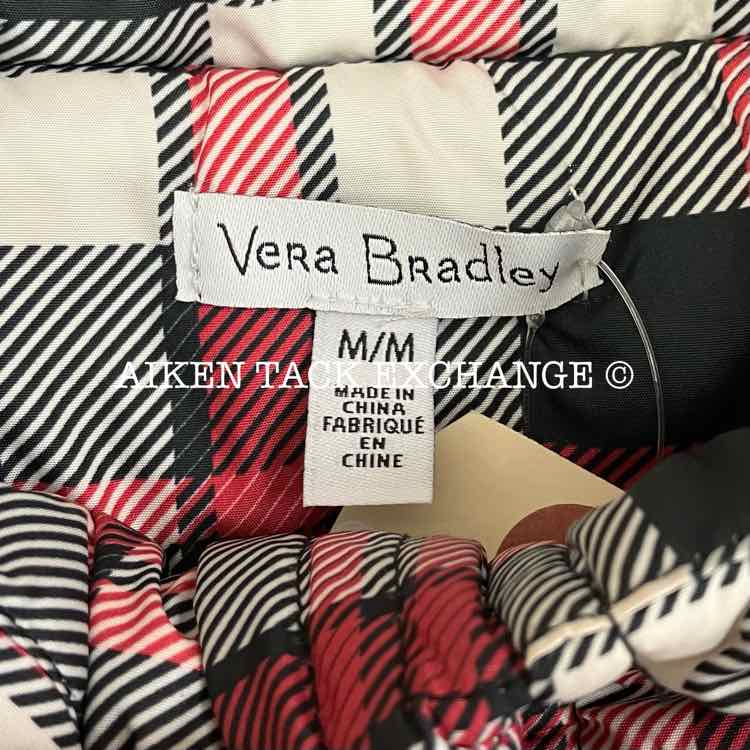 Vera Bradley
M/M
AIKEN TACK EXCHANGE ©
MADE IN
CHINA
FABRIQUÉ
EN
CHINE